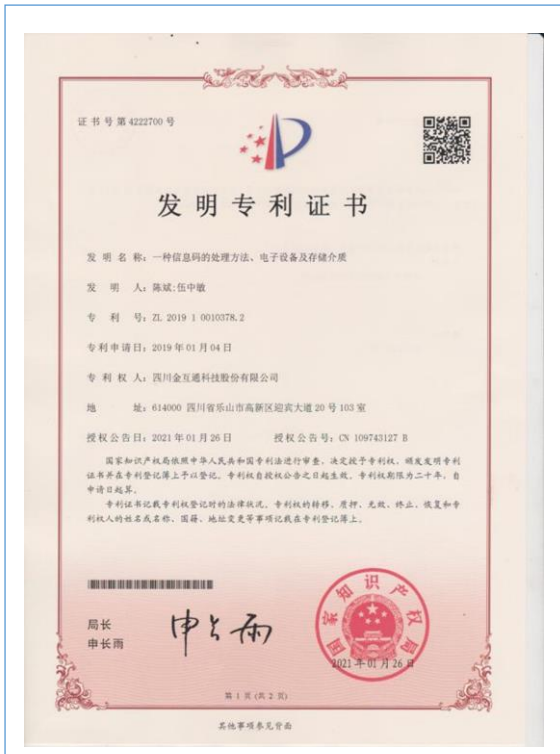 证书号第4222700号
发明专利证书
发明名称：一种信息码的处理方法、电子设备及存储介质
发明人：陈斌;伍中敏
专利号：ZL 2019 1 0010378.2
专利申请日：2019年01月04日
专利权人：四川金互通科技股份有限公司
地址：614000 四川省乐山市高新区迎宾大道20号103室
授权公告日：2021年01月26日 授权公告号：CN 109743127 B
国家知识产权局依照中华人民共和国专利法进行审查，决定授予专利权，颁发发明专利
证书并在专利登记簿上予以登记。专利权自授权公告之日起生效。专利权期限为二十年，自
申请日起算。
专利证书记载专利权登记时的法律状况。专利权的转移、质押、无效、终止、恢复和专
利权人的姓名或名称、国籍、地址变更等事项记载在专利登记簿上。
局长
申长雨
申长雨
国家知识产权局
2021年01月26日
第1页(共2页)
其他事项参见背面